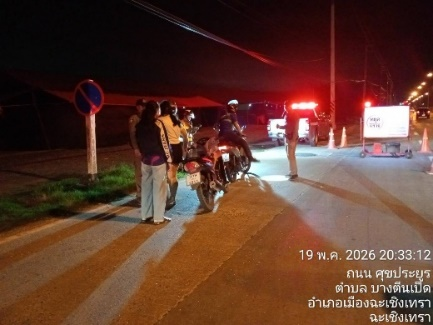 19 พ.ค. 2026 20:33:12
ถนน ศุขประยูร
ตำบล บางตีนเป็ด
อำเภอเมืองฉะเชิงเทรา
ฉะเชิงเทรา